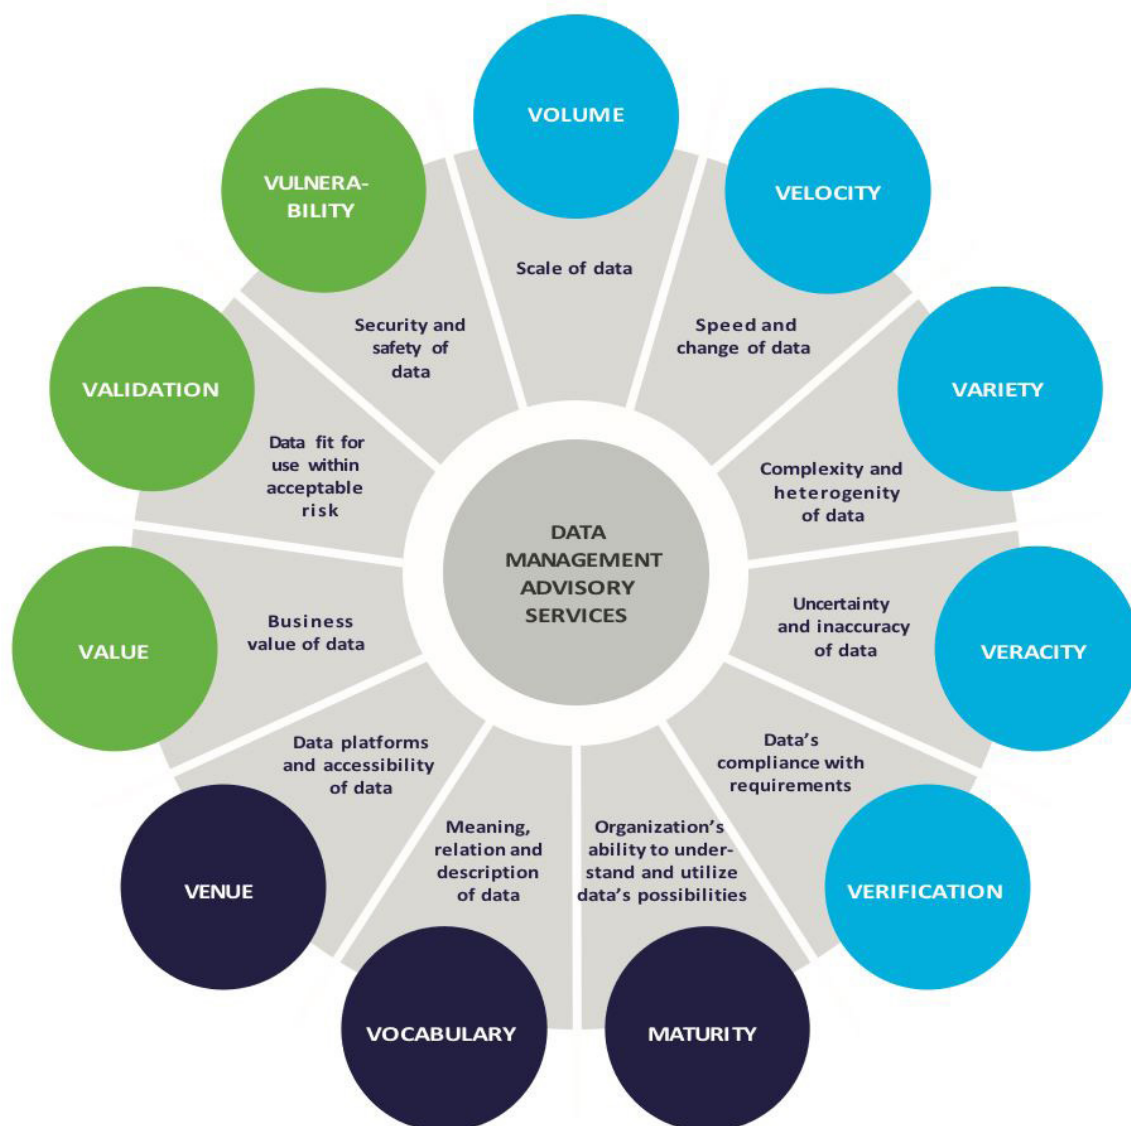 VOLUME
Scale of data
VELOCITY
Speed and
change of data
VARIETY
Complexity and
heterogenity
of data
VERACITY
Uncertainty
and inaccuracy
of data
VERIFICATION
Data’s
compliance with
requirements
MATURITY
Organization’s
ability to under-
stand and utilize
data’s possibilities
VOCABULARY
Meaning,
relation and
description
of data
VENUE
Data platforms
and accessibility
of data
VALUE
Business
value of data
VALIDATION
Data fit for
use within
acceptable
risk
VULNERA-
BILITY
Security and
safety of
data
DATA
MANAGEMENT
ADVISORY
SERVICES